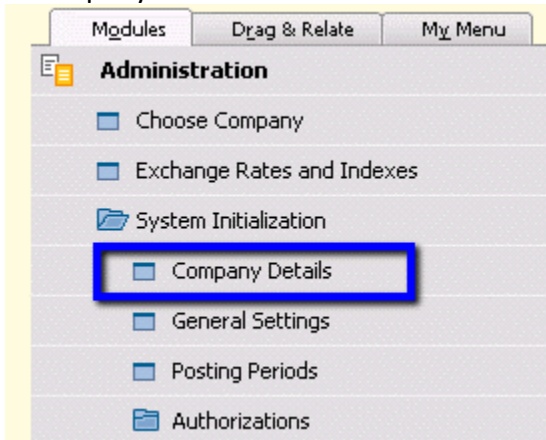 Modules Drag & Relate My Menu
Administration
Choose Company
Exchange Rates and Indexes
System Initialization
Company Details
General Settings
Posting Periods
Authorizations